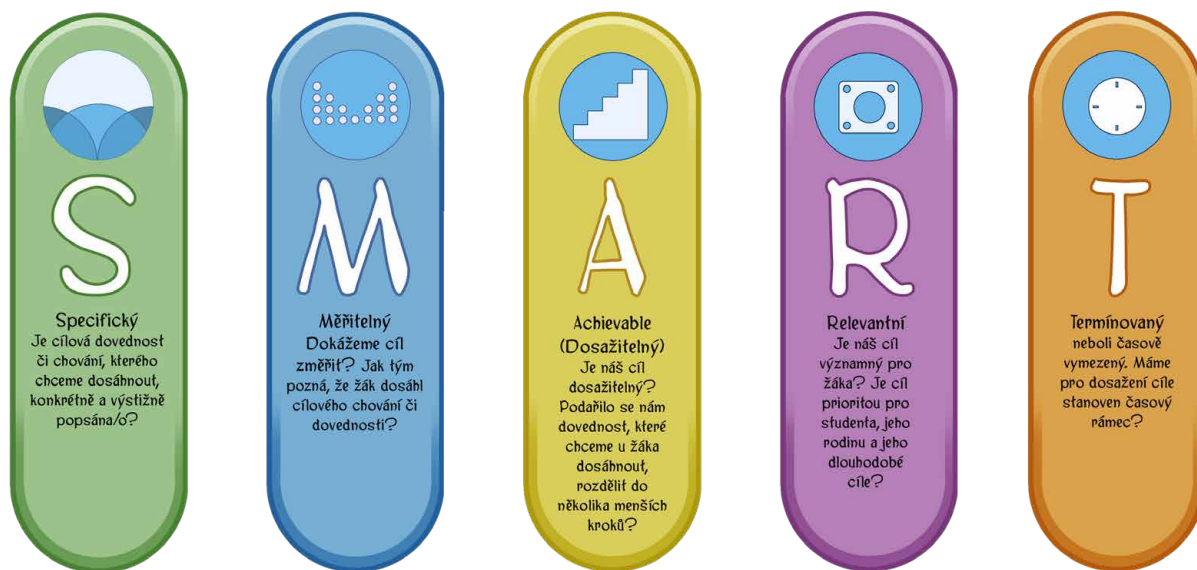 S
Specifický
Je cílová dovednost
či chování, kterého
chceme dosáhnout,
konkrétně a výstižně
popsána/o?
M
Měřitelný
Dokážeme cíl
změřit? Jak tým
pozná, že žák dosáhl
cílového chování či
dovednosti?
A
Achievable
(Dosažitelný)
Je náš cíl
dosažitelný?
Podařilo se nám
dovednost, které
chceme u žáka
dosáhnout,
rozdělit do
několika menších
kroků?
R
Relevantní
Je náš cíl
významný pro
žáka? Je cíl
prioritou pro
studenta, jeho
rodinu a jeho
dlouhodobé
cíle?
T
Termínovaný
neboli časově
vymezený. Máme
pro dosažení cíle
stanoven časový
rámec?